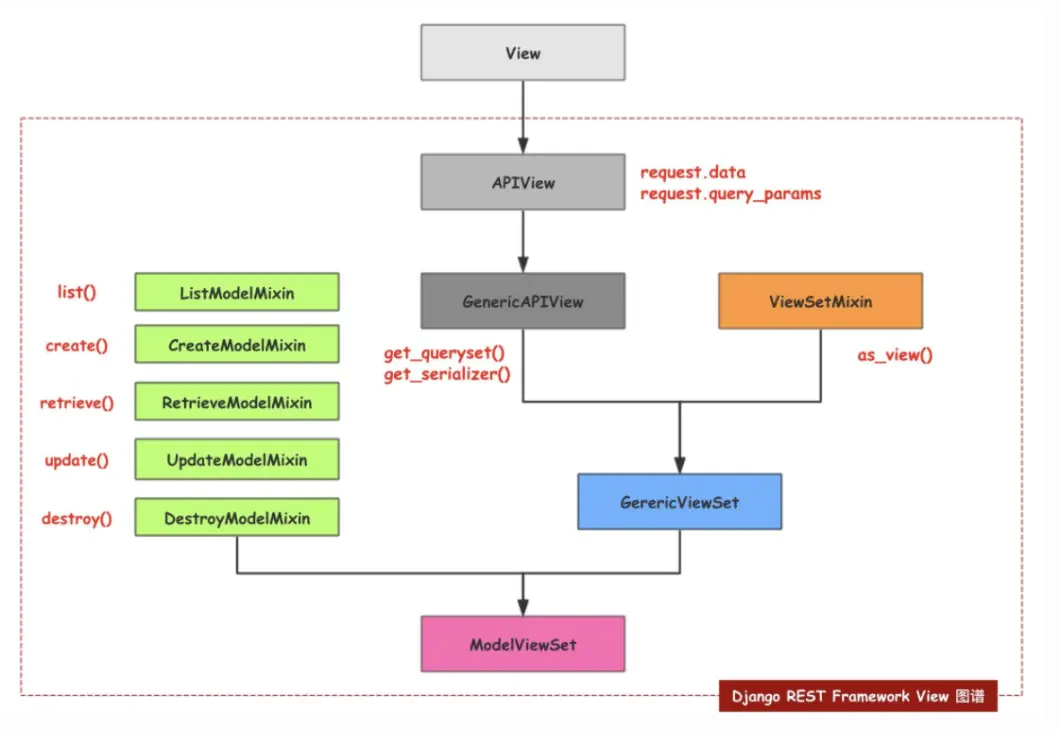 View
APIView
request.data
request.query_params
list()
ListModelMixin
GenericAPIView
ViewSetMixin
create()
CreateModelMixin
get_queryset()
get_serializer()
as_view()
retrieve()
RetrieveModelMixin
update()
UpdateModelMixin
GerericViewSet
destroy()
DestroyModelMixin
ModelViewSet
Django REST Framework View 图谱